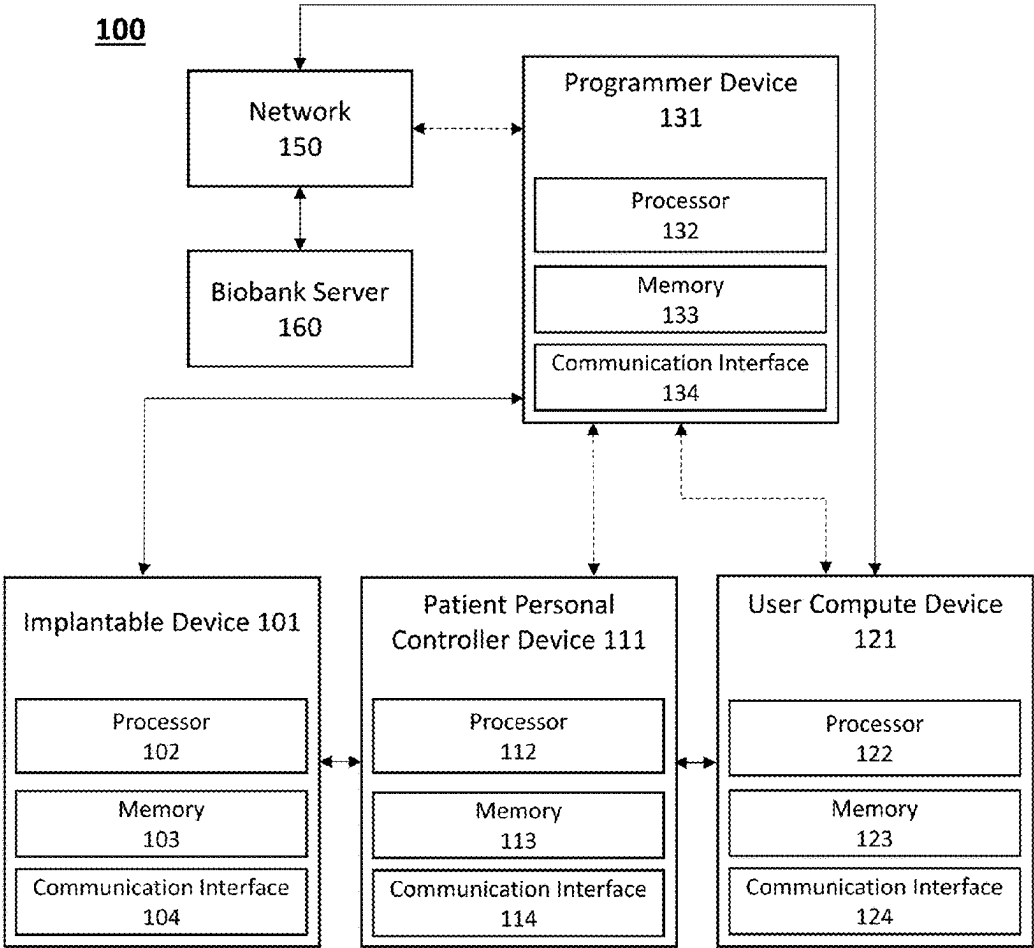 100
Network
150
Biobank Server
160
Programmer Device
131
Processor
132
Memory
133
Communication Interface
134
Implantable Device 101
Processor
102
Memory
103
Communication Interface
104
Patient Personal
Controller Device 111
Processor
112
Memory
113
Communication Interface
114
User Compute Device
121
Processor
122
Memory
123
Communication Interface
124